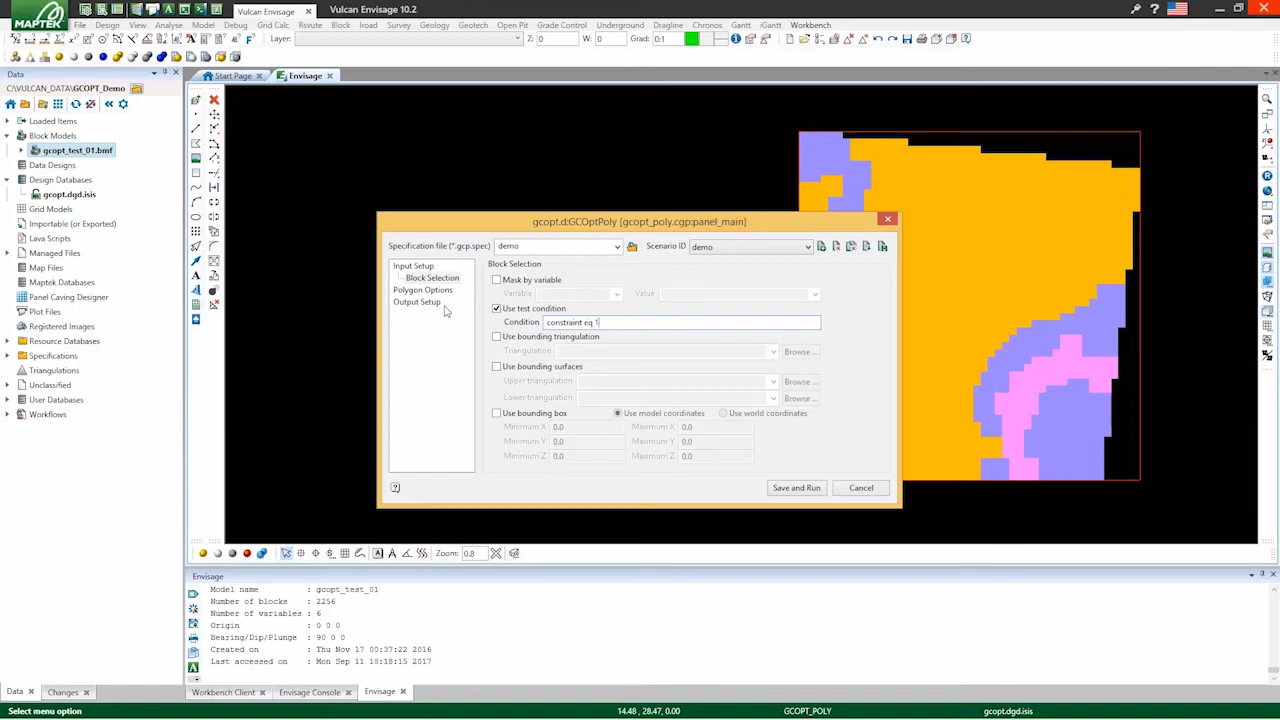 MAPTEK
Vulcan Envisage
Vulcan Envisage 10.2
File Design View Analyse Model Debug Grid Calc Rsvute Block Iroad Survey Geology Geotech Open Pit Grade Control Underground Dragline Chronos Gantt iGantt Workbench
Layer: Z: 0 W: 0 Grad: 0:1
Data
Start Page
Envisage
C:\VULCAN_DATA\GCOPT_Demo
Loaded Items
Block Models
gcopt_test_01.bmf
Data Designs
Design Databases
gcopt.dgd.isis
Grid Models
Importable (or Exported)
Lava Scripts
Managed Files
Map Files
Maptek Databases
Panel Caving Designer
Plot Files
Registered Images
Resource Databases
Specifications
Triangulations
Unclassified
User Databases
Workflows
gcopt.d:GCOptPoly [gcopt_poly.cgp:panel_main]
Specification file (*.gcp.spec) demo Scenario ID demo
Input Setup
Block Selection
Polygon Options
Output Setup
Block Selection
Mask by variable
Variable Value
Use test condition
Condition constraint eq 1
Use bounding triangulation
Triangulation Browse ...
Use bounding surfaces
Upper triangulation Browse ...
Lower triangulation Browse ...
Use bounding box Use model coordinates Use world coordinates
Minimum X 0.0 Maximum X 0.0
Minimum Y 0.0 Maximum Y 0.0
Minimum Z 0.0 Maximum Z 0.0
Save and Run Cancel
Zoom: 0.8
Envisage
Model name : gcopt_test_01
Number of blocks : 2256
Number of variables : 6
Origin : 0 0 0
Bearing/Dip/Plunge : 90 0 0
Created on : Thu Nov 17 00:37:22 2016
Last accessed on : Mon Sep 11 18:18:15 2017
Data Changes Workbench Client Envisage Console Envisage
Select menu option 14.48 , 28.47, 0.00 GCOPT_POLY gcopt.dgd.isis